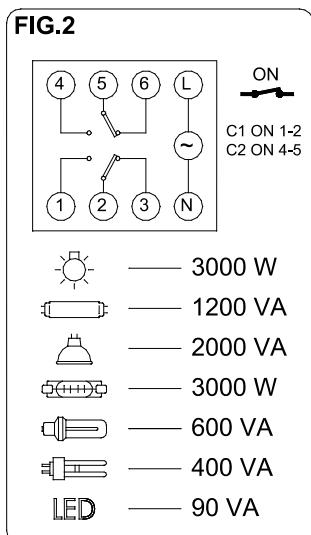 FIG.2
4 5 6 L
ON
C1 ON 1-2
C2 ON 4-5
~
1 2 3 N
3000 W
1200 VA
2000 VA
3000 W
600 VA
400 VA
LED 90 VA